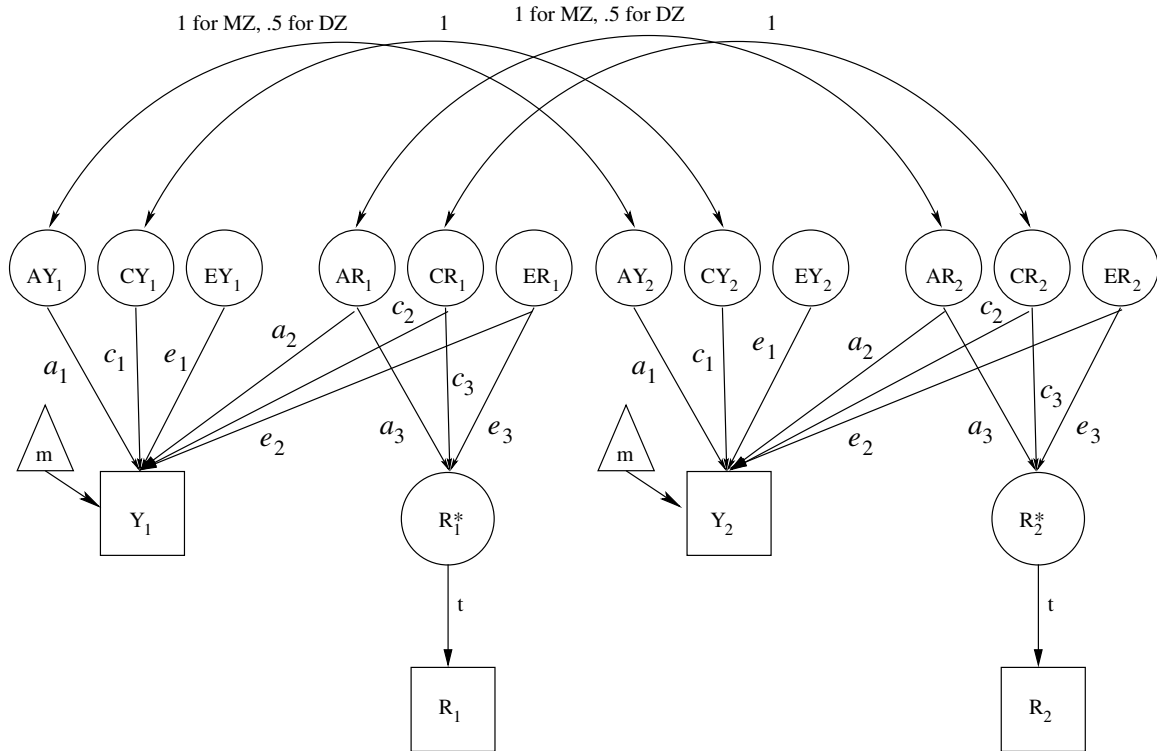 1 for MZ, .5 for DZ
1
1 for MZ, .5 for DZ
1
AY1 CY1 EY1 AR1 CR1 ER1 AY2 CY2 EY2 AR2 CR2 ER2
a1 c1 e1 a2 c2 e2 a3 c3 e3
a1 c1 e1 a2 c2 e2 a3 c3 e3
m
m
Y1 R1* Y2 R2*
t
t
R1 R2